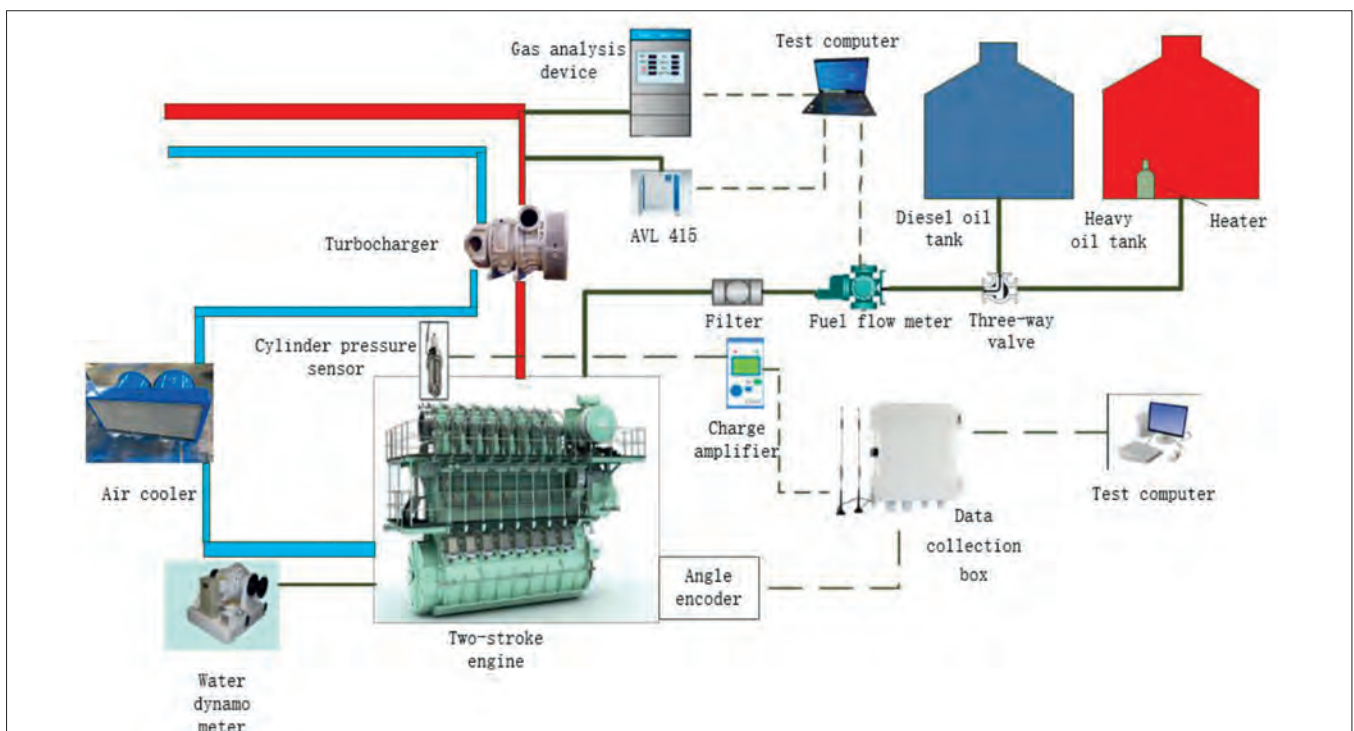 Gas analysis
device
Test computer
Diesel oil
tank
Heavy
oil tank
Heater
AVL 415
Turbocharger
Filter
Fuel flow meter
Three-way
valve
Cylinder pressure
sensor
Charge
amplifier
Air cooler
Test computer
Data
collection
box
Angle
encoder
Two-stroke
engine
Water
dynamo
meter